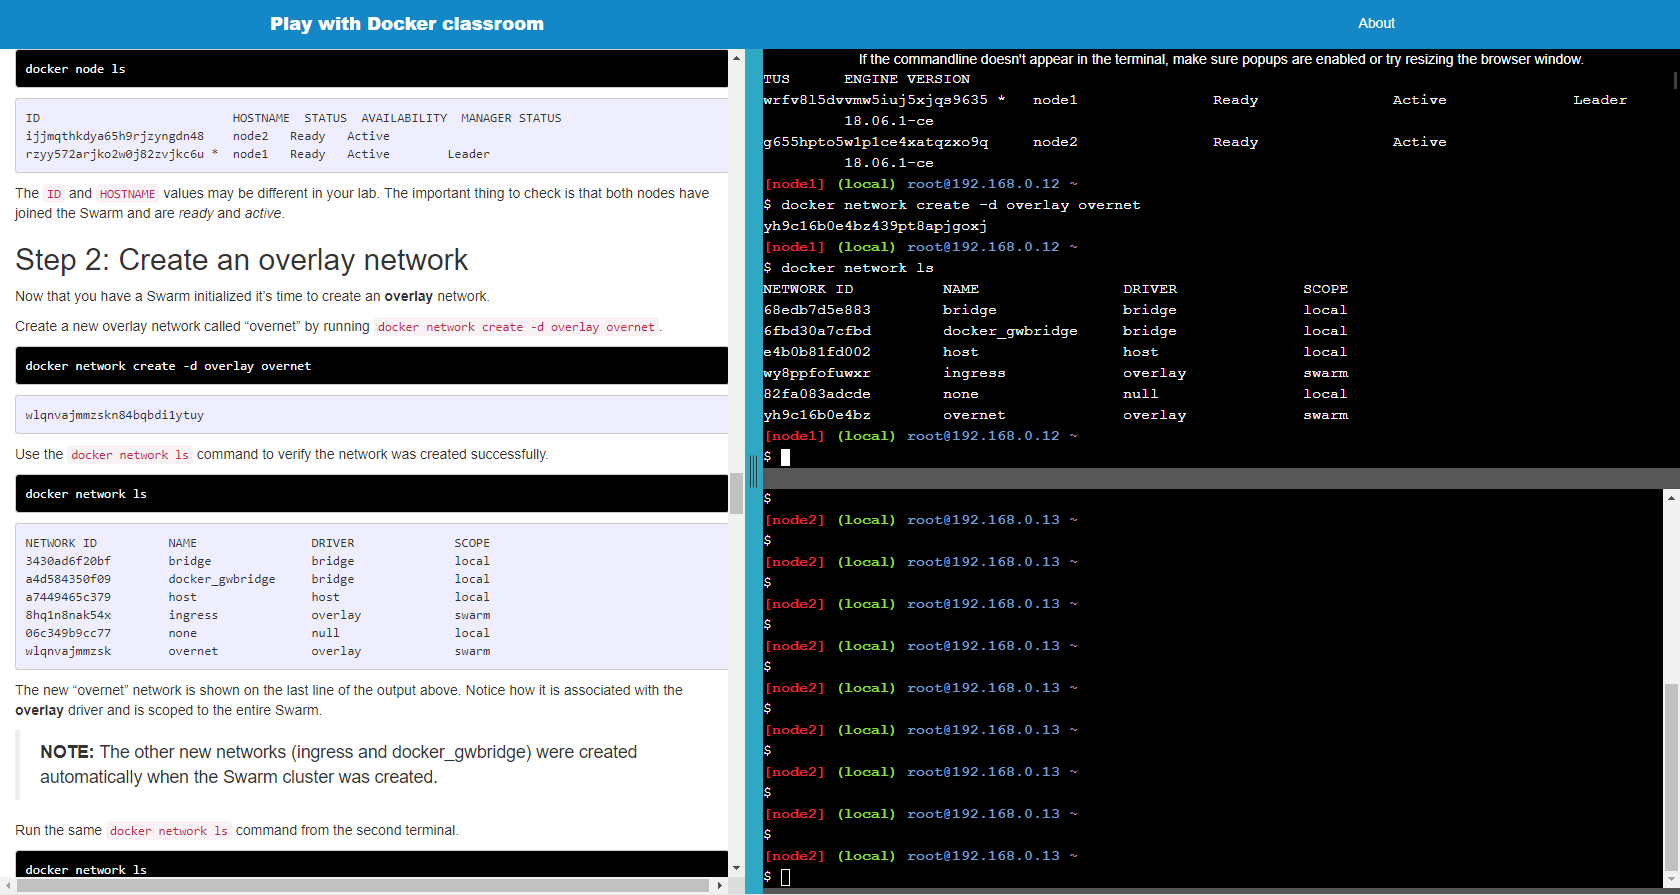 Play with Docker classroom
About
docker node ls
ID HOSTNAME STATUS AVAILABILITY MANAGER STATUS
ijjmqthkdya65h9rjzyngdn48 node2 Ready Active
rzyy572arjko2w0j82zvjkc6u * node1 Ready Active Leader
The ID and HOSTNAME values may be different in your lab. The important thing to check is that both nodes have
joined the Swarm and are ready and active.
Step 2: Create an overlay network
Now that you have a Swarm initialized it’s time to create an overlay network.
Create a new overlay network called “overnet” by running docker network create -d overlay overnet .
docker network create -d overlay overnet
wlqnvajmmzskn84bqbdi1ytuy
Use the docker network ls command to verify the network was created successfully.
docker network ls
NETWORK ID NAME DRIVER SCOPE
3430ad6f20bf bridge bridge local
a4d584350f09 docker_gwbridge bridge local
a7449465c379 host host local
8hq1n8nak54x ingress overlay swarm
06c349b9cc77 none null local
wlqnvajmmzsk overnet overlay swarm
The new “overnet” network is shown on the last line of the output above. Notice how it is associated with the
overlay driver and is scoped to the entire Swarm.
NOTE: The other new networks (ingress and docker_gwbridge) were created
automatically when the Swarm cluster was created.
Run the same docker network ls command from the second terminal.
docker network ls
If the commandline doesn't appear in the terminal, make sure popups are enabled or try resizing the browser window.
TUS ENGINE VERSION
wrfv8l5dvvmw5iuj5xjqs9635 * node1 Ready Active Leader
18.06.1-ce
g655hpto5w1p1ce4xatqzxo9q node2 Ready Active
18.06.1-ce
[node1] (local) root@192.168.0.12 ~
$ docker network create -d overlay overnet
yh9c16b0e4bz439pt8apjgoxj
[node1] (local) root@192.168.0.12 ~
$ docker network ls
NETWORK ID NAME DRIVER SCOPE
68edb7d5e883 bridge bridge local
6fbd30a7cfbd docker_gwbridge bridge local
e4b0b81fd002 host host local
wy8ppfofuwxr ingress overlay swarm
82fa083adcde none null local
yh9c16b0e4bz overnet overlay swarm
[node1] (local) root@192.168.0.12 ~
$
$
[node2] (local) root@192.168.0.13 ~
$
[node2] (local) root@192.168.0.13 ~
$
[node2] (local) root@192.168.0.13 ~
$
[node2] (local) root@192.168.0.13 ~
$
[node2] (local) root@192.168.0.13 ~
$
[node2] (local) root@192.168.0.13 ~
$
[node2] (local) root@192.168.0.13 ~
$
[node2] (local) root@192.168.0.13 ~
$
[node2] (local) root@192.168.0.13 ~
$